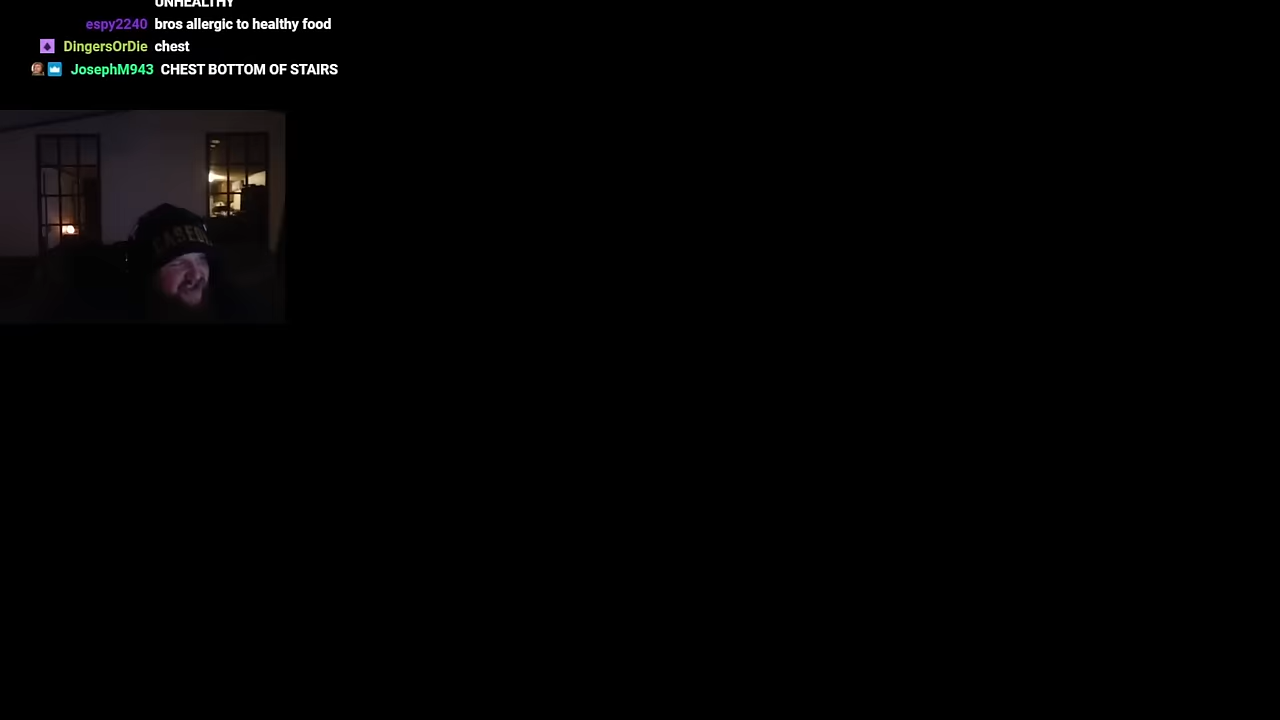 UNHEALTHY
espy2240 bros allergic to healthy food
DingersOrDie chest
JosephM943 CHEST BOTTOM OF STAIRS